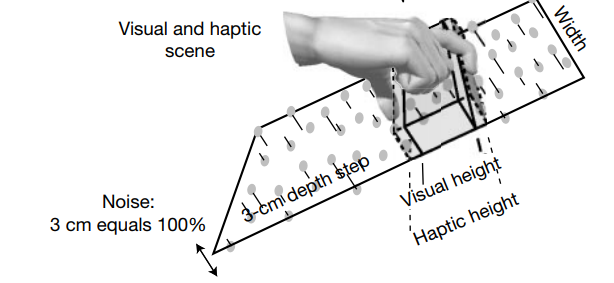 Visual and haptic
scene
Width
3-cm depth step
Noise:
3 cm equals 100%
Visual height
Haptic height